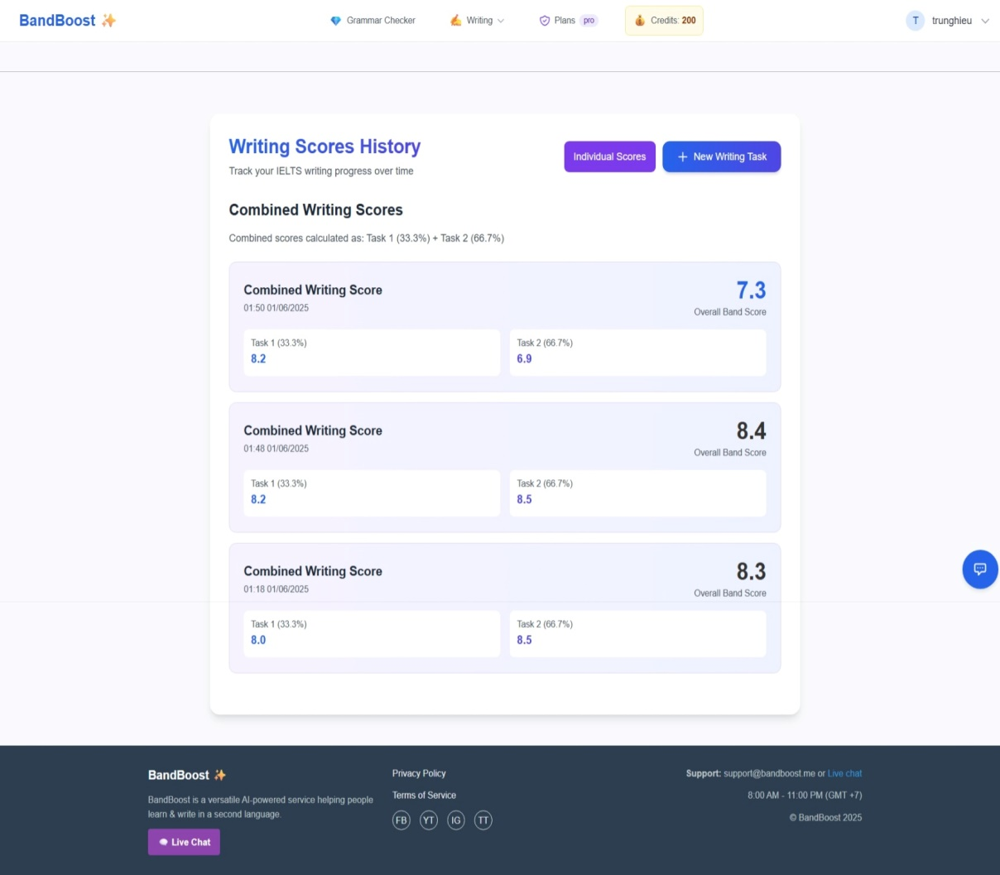 BandBoost ✨
Grammar Checker
Writing
Plans pro
Credits: 200
T trunghieu
Writing Scores History
Track your IELTS writing progress over time
Individual Scores
+ New Writing Task
Combined Writing Scores
Combined scores calculated as: Task 1 (33.3%) + Task 2 (66.7%)
Combined Writing Score
01:50 01/06/2025
7.3
Overall Band Score
Task 1 (33.3%)
8.2
Task 2 (66.7%)
6.9
Combined Writing Score
01:48 01/06/2025
8.4
Overall Band Score
Task 1 (33.3%)
8.2
Task 2 (66.7%)
8.5
Combined Writing Score
01:18 01/06/2025
8.3
Overall Band Score
Task 1 (33.3%)
8.0
Task 2 (66.7%)
8.5
BandBoost ✨
BandBoost is a versatile AI-powered service helping people
learn & write in a second language.
Live Chat
Privacy Policy
Terms of Service
FB YT IG TT
Support: support@bandboost.me or Live chat
8:00 AM - 11:00 PM (GMT +7)
© BandBoost 2025